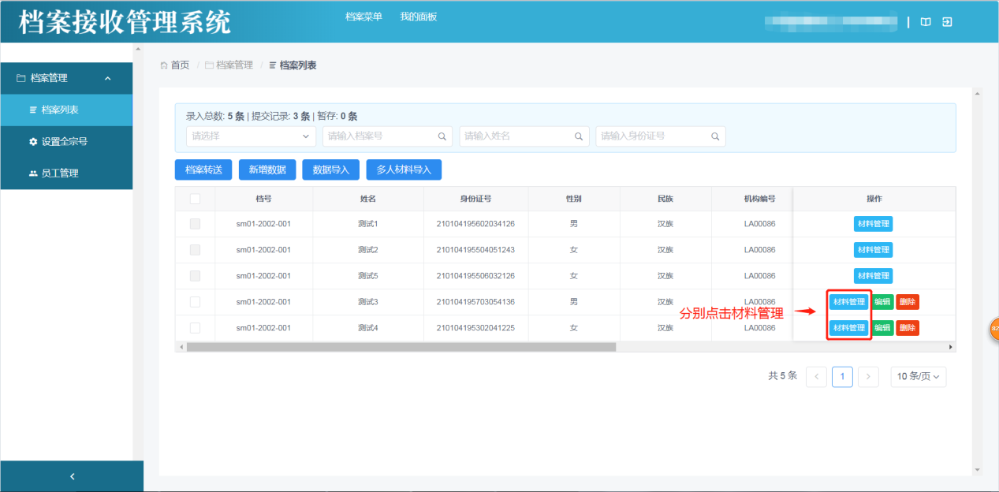 档案接收管理系统
档案菜单 我的面板
档案管理
档案列表
设置全宗号
员工管理
首页 / 档案管理 / 档案列表
录入总数: 5 条 | 提交记录: 3 条 | 暂存: 0 条
请选择 请输入档案号 请输入姓名 请输入身份证号
档案转送 新增数据 数据导入 多人材料导入
档号 姓名 身份证号 性别 民族 机构编号 操作
sm01-2002-001 测试1 210104195602034126 男 汉族 LA00086 材料管理
sm01-2002-001 测试2 210104195504051243 女 汉族 LA00086 材料管理
sm01-2002-001 测试5 210104195506032126 女 汉族 LA00086 材料管理
sm01-2002-001 测试3 210104195703054136 男 汉族 LA00086 材料管理 编辑 删除
分别点击材料管理
sm01-2002-001 测试4 210104195302041225 女 汉族 LA00086 材料管理 编辑 删除
共 5 条 1 10 条/页